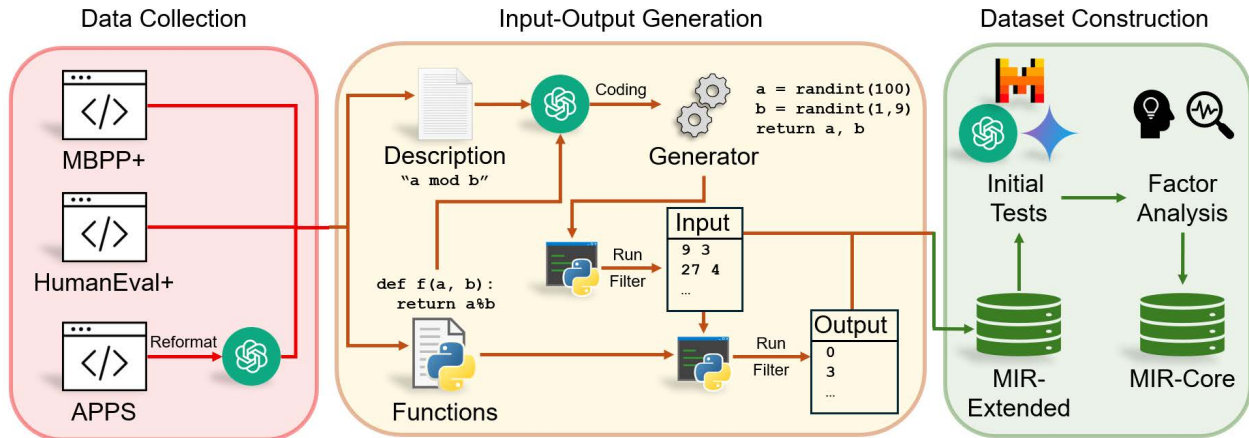 Data Collection
Input-Output Generation
Dataset Construction
</>
MBPP+
</>
HumanEval+
</>
Reformat
APPS
Description
“a mod b”
Coding
Generator
a = randint(100)
b = randint(1,9)
return a, b
def f(a, b):
return a%b
Functions
Run
Filter
Input
9 3
27 4
...
Run
Filter
Output
0
3
...
Initial
Tests
Factor
Analysis
MIR-
Extended
MIR-Core